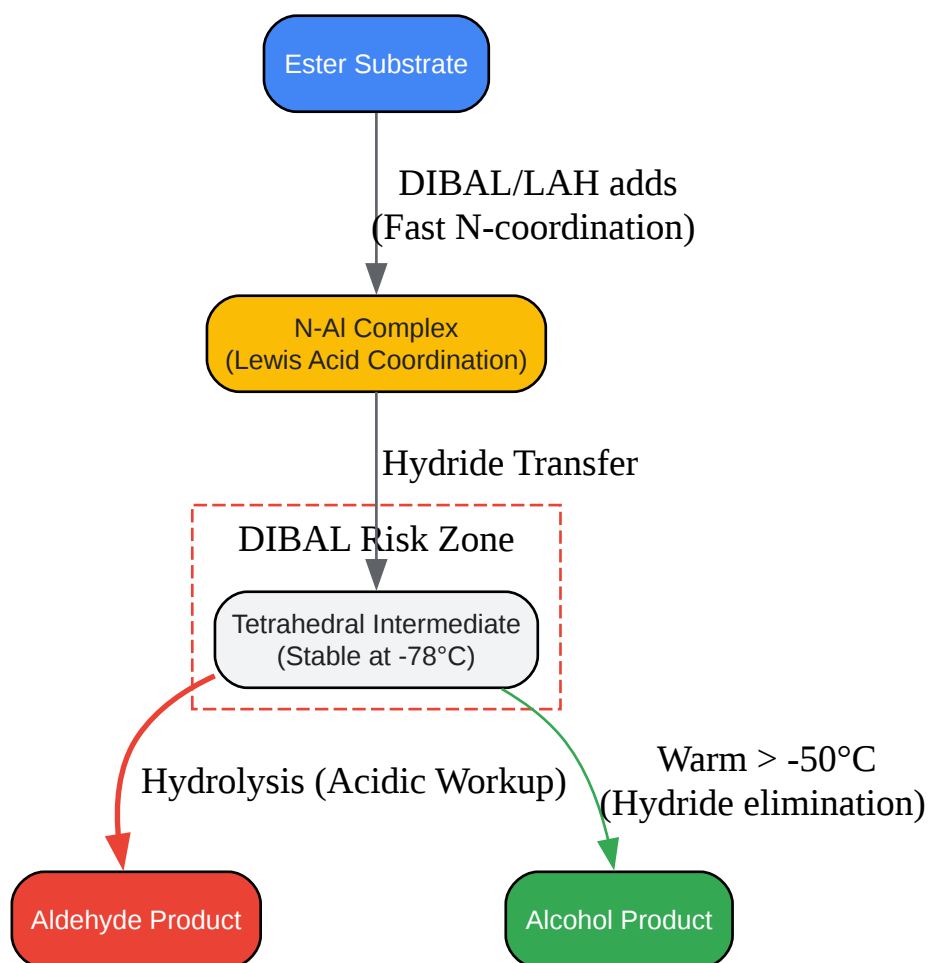 Ester Substrate
DIBAL/LAH adds
(Fast N-coordination)
N-Al Complex
(Lewis Acid Coordination)
Hydride Transfer
DIBAL Risk Zone
Tetrahedral Intermediate
(Stable at -78°C)
Hydrolysis (Acidic Workup)
Warm > -50°C
(Hydride elimination)
Aldehyde Product
Alcohol Product